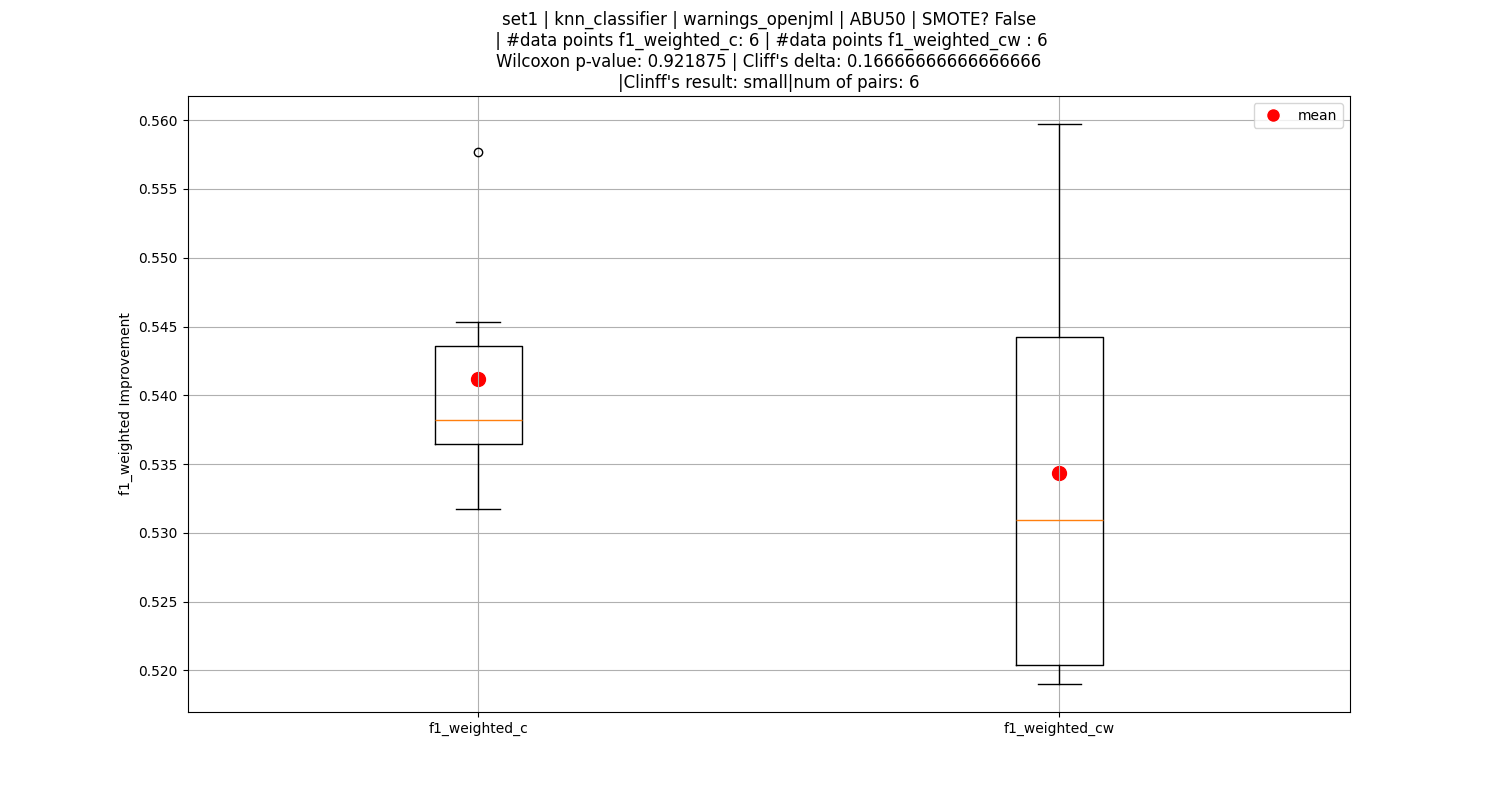 set1 | knn_classifier | warnings_openjml | ABU50 | SMOTE? False
| #data points f1_weighted_c: 6 | #data points f1_weighted_cw : 6
Wilcoxon p-value: 0.921875 | Cliff's delta: 0.16666666666666666
|Clinff's result: small|num of pairs: 6
mean
f1_weighted Improvement
0.560
0.555
0.550
0.545
0.540
0.535
0.530
0.525
0.520
f1_weighted_c
f1_weighted_cw